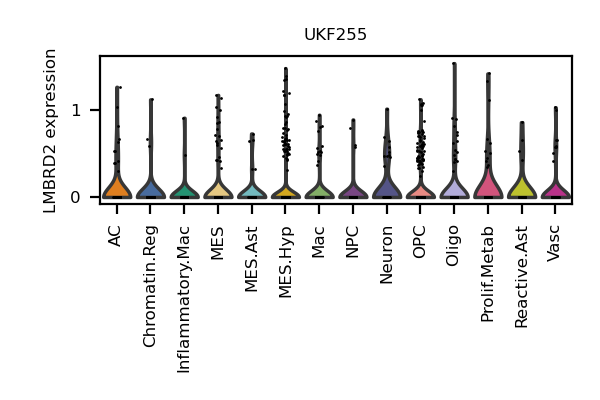 UKF255
LMBRD2 expression
1
0
AC
Chromatin.Reg
Inflammatory.Mac
MES
MES.Ast
MES.Hyp
Mac
NPC
Neuron
OPC
Oligo
Prolif.Metab
Reactive.Ast
Vasc